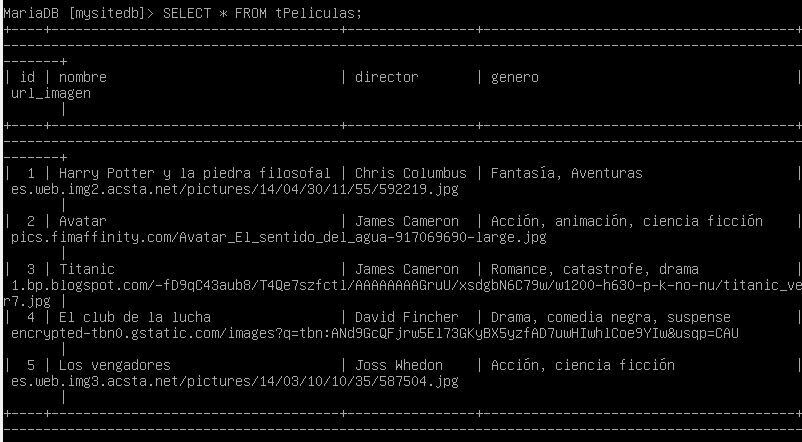 MariaDB [mysitedb]> SELECT * FROM tPeliculas;
+----+-----------------------------------+----------------+--------------------------------------+
-------------------------------------------------------------------------------------------------
-------+
| id | nombre | director | genero |
url_imagen
|
+----+-----------------------------------+----------------+--------------------------------------+
-------------------------------------------------------------------------------------------------
-------+
| 1 | Harry Potter y la piedra filosofal | Chris Columbus | Fantasía, Aventuras |
es.web.img2.acsta.net/pictures/14/04/30/11/55/592219.jpg
|
| 2 | Avatar | James Cameron | Acción, animación, ciencia ficción |
pics.fimaffinity.com/Avatar_El_sentido_del_agua-917069690-large.jpg
|
| 3 | Titanic | James Cameron | Romance, catastrofe, drama |
1.bp.blogspot.com/-fD9qC43aub8/T4Qe7szfctl/AAAAAAAAGruU/xsdgbN6C79w/w1200-h630-p-k-no-nu/titanic_ve
r7.jpg |
| 4 | El club de la lucha | David Fincher | Drama, comedia negra, suspense |
encrypted-tbn0.gstatic.com/images?q=tbn:ANd9GcQFjrw5El73GKyBX5yzfAD7uwHIwhlCoe9YIw&usqp=CAU
|
| 5 | Los vengadores | Joss Whedon | Acción, ciencia ficción |
es.web.img3.acsta.net/pictures/14/03/10/10/35/587504.jpg
|
+----+-----------------------------------+----------------+--------------------------------------+
-------------------------------------------------------------------------------------------------